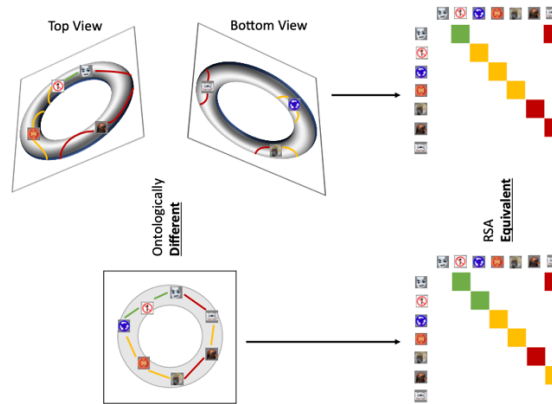 Top View
Bottom View
Ontologically
Different
RSA
Equivalent